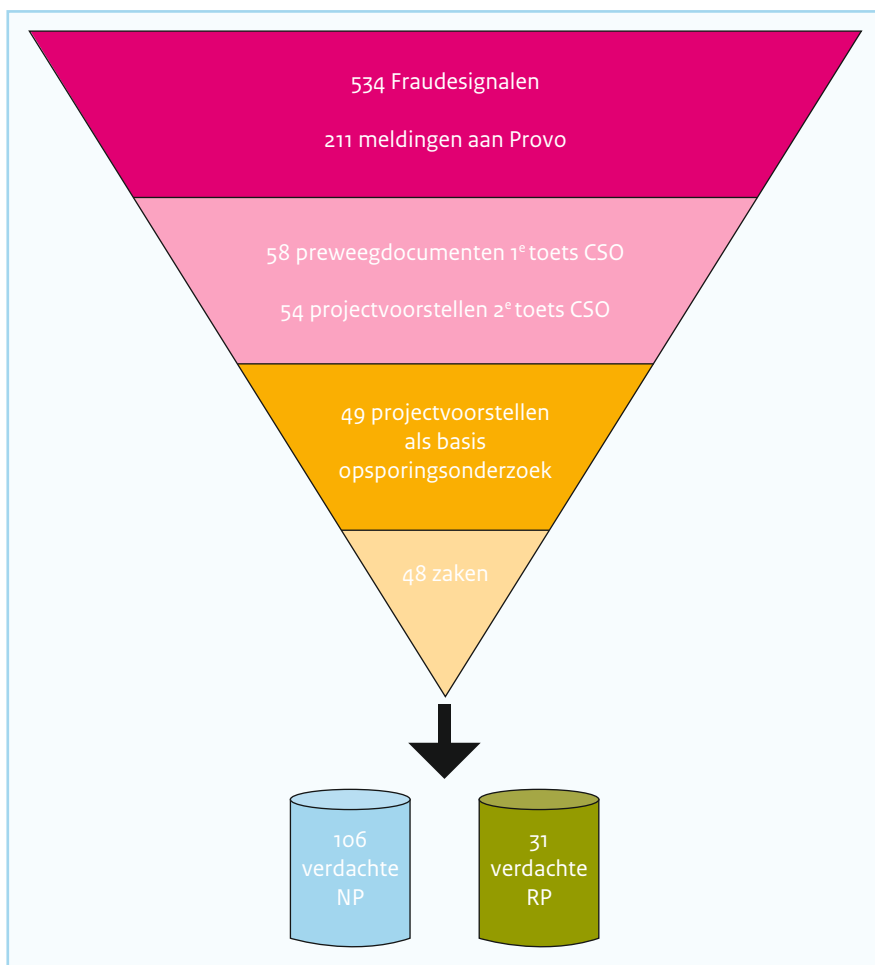 534 Fraudesignalen
211 meldingen aan Provo
58 preweegdocumenten 1e toets CSO
54 projectvoorstellen 2e toets CSO
49 projectvoorstellen
als basis
opsporingsonderzoek
48 zaken
106
verdachte
NP
31
verdachte
RP